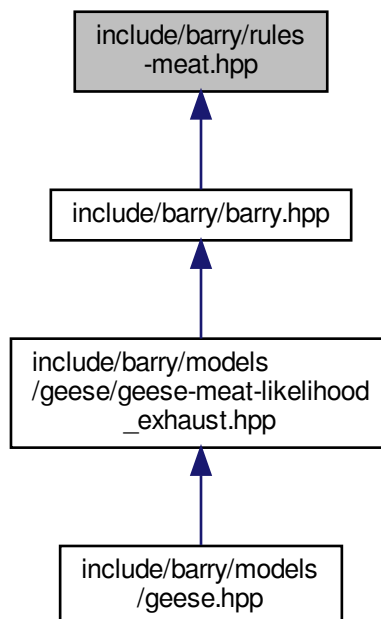 include/barry/rules
-meat.hpp
include/barry/barry.hpp
include/barry/models
/geese/geese-meat-likelihood
_exhaust.hpp
include/barry/models
/geese.hpp